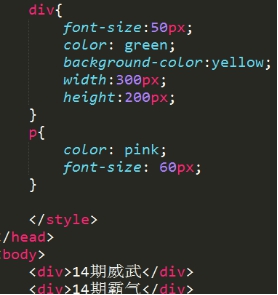 div{
font-size:50px;
color: green;
background-color:yellow;
width:300px;
height:200px;
}
p{
color: pink;
font-size: 60px;
}
</style>
</head>
<body>
<div>14期威武</div>
<div>14期霸气</div>